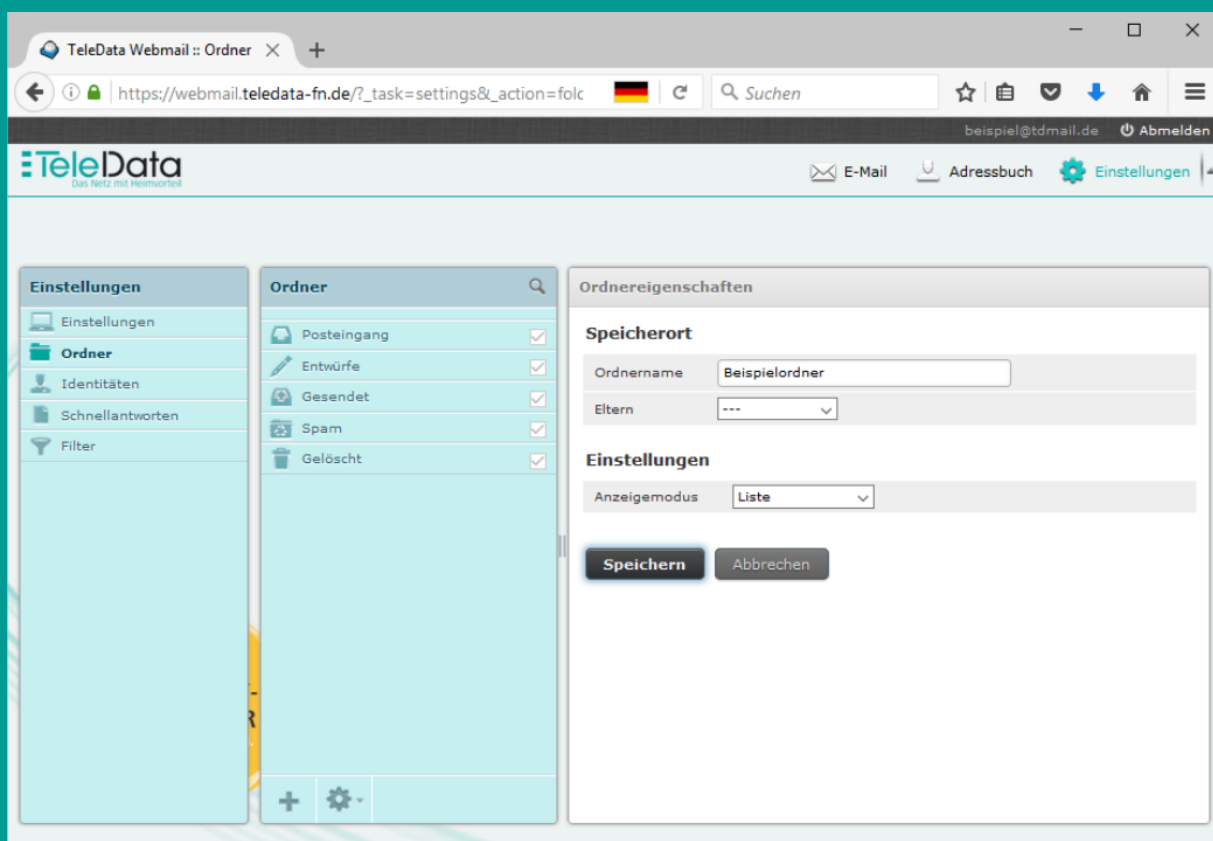 TeleData Webmail :: Ordner
https://webmail.teledata-fn.de/?_task=settings&_action=folc
Suchen
beispiel@tdmail.de Abmelden
TeleData
Das Netz mit Heimvorteil
E-Mail Adressbuch Einstellungen
Einstellungen
Einstellungen
Ordner
Identitäten
Schnellantworten
Filter
Ordner
Posteingang
Entwürfe
Gesendet
Spam
Gelöscht
Ordnereigenschaften
Speicherort
Ordnername Beispielordner
Eltern ---
Einstellungen
Anzeigemodus Liste
Speichern Abbrechen